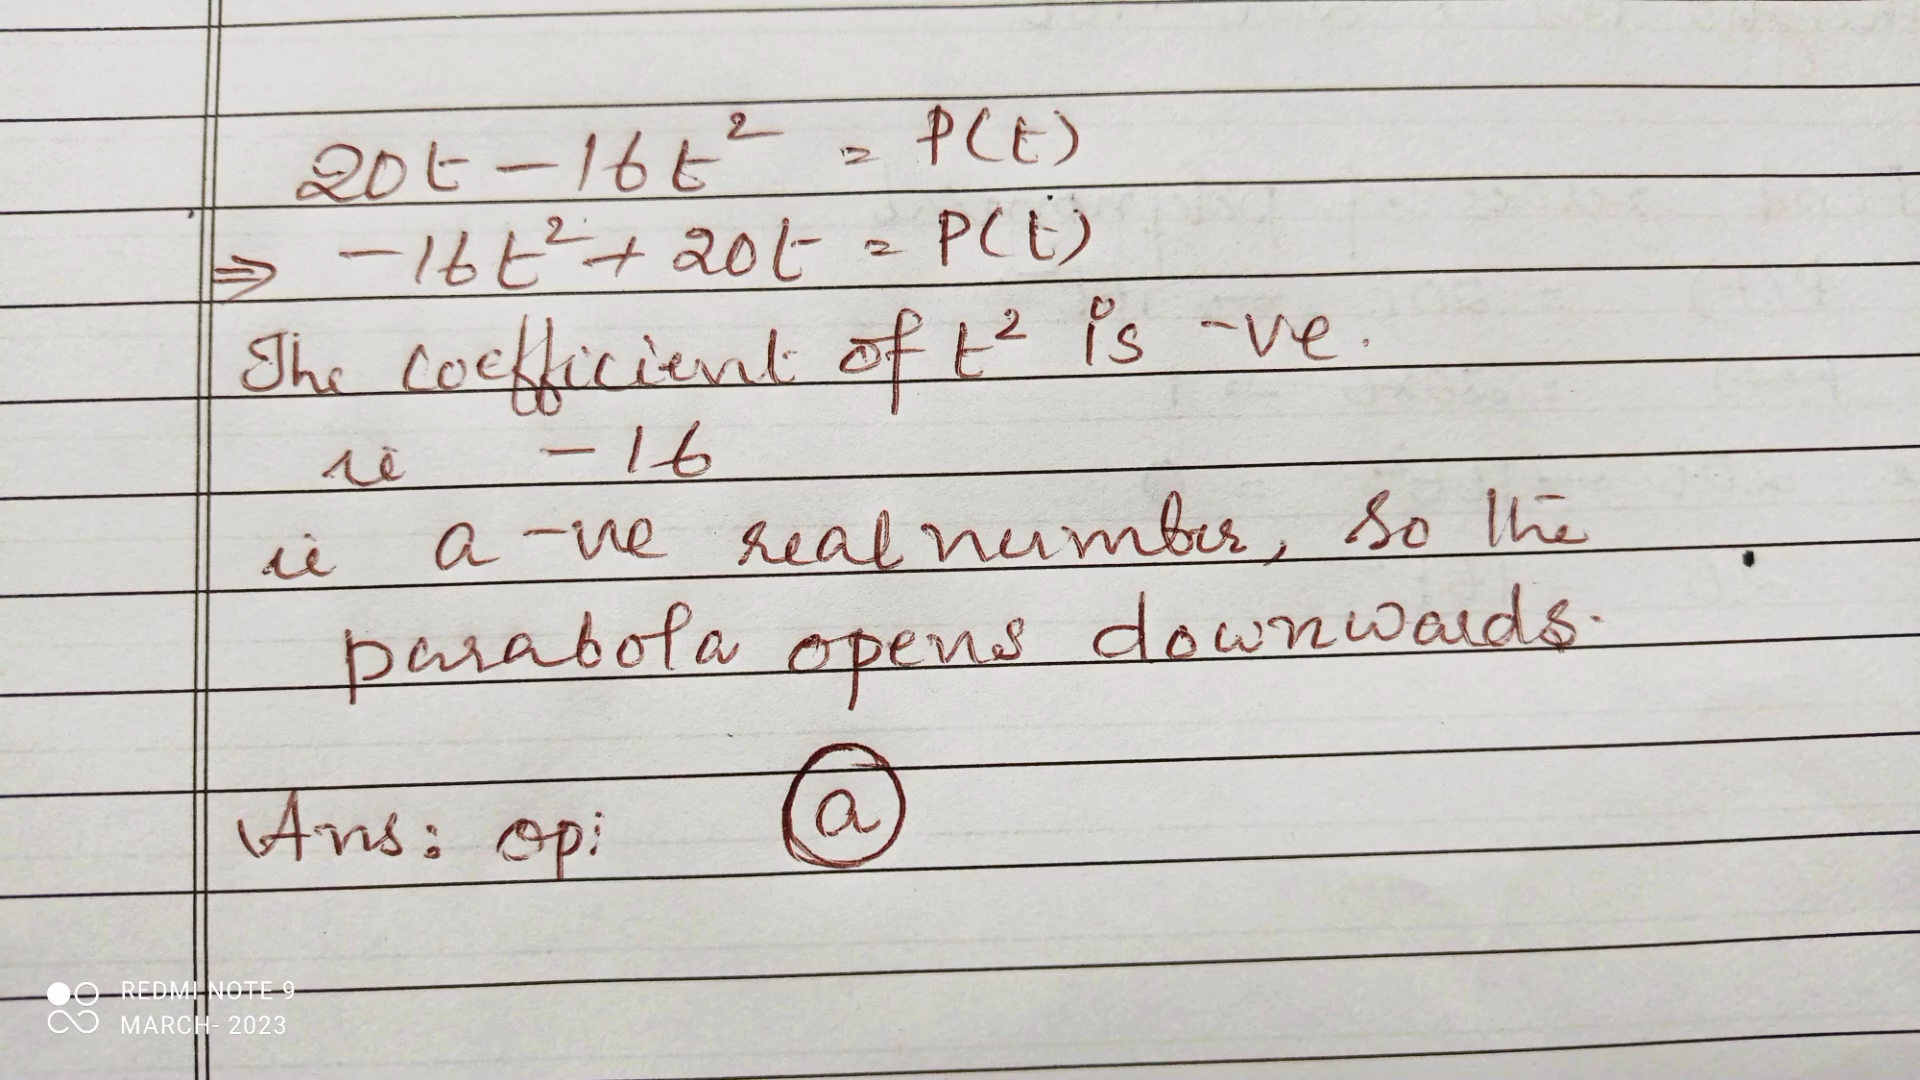 20t - 16t² = P(t)
⇒ -16t² + 20t = P(t)
The coefficient of t² is -ve.
ie -16
ie a -ve real number, so the
parabola opens downwards.
Ans: op: a
REDMI NOTE 9
MARCH- 2023